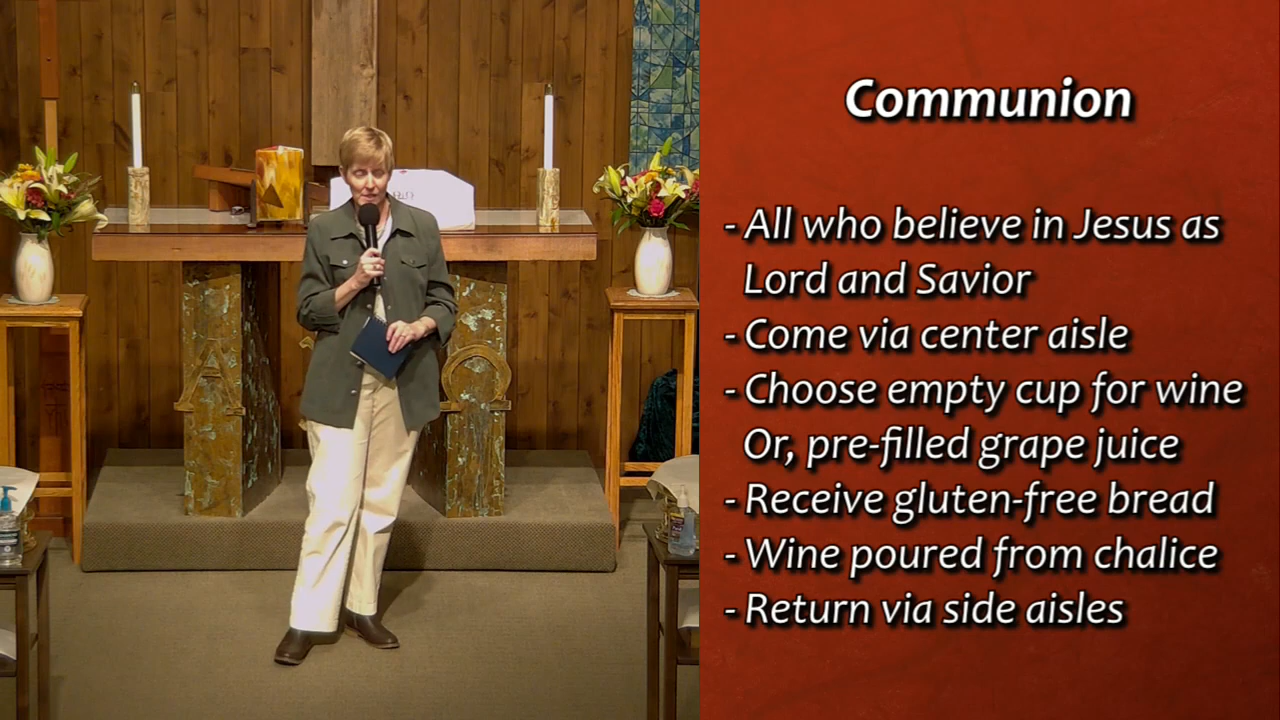 Communion
- All who believe in Jesus as
Lord and Savior
- Come via center aisle
- Choose empty cup for wine
Or, pre-filled grape juice
- Receive gluten-free bread
- Wine poured from chalice
- Return via side aisles
Α
Ω